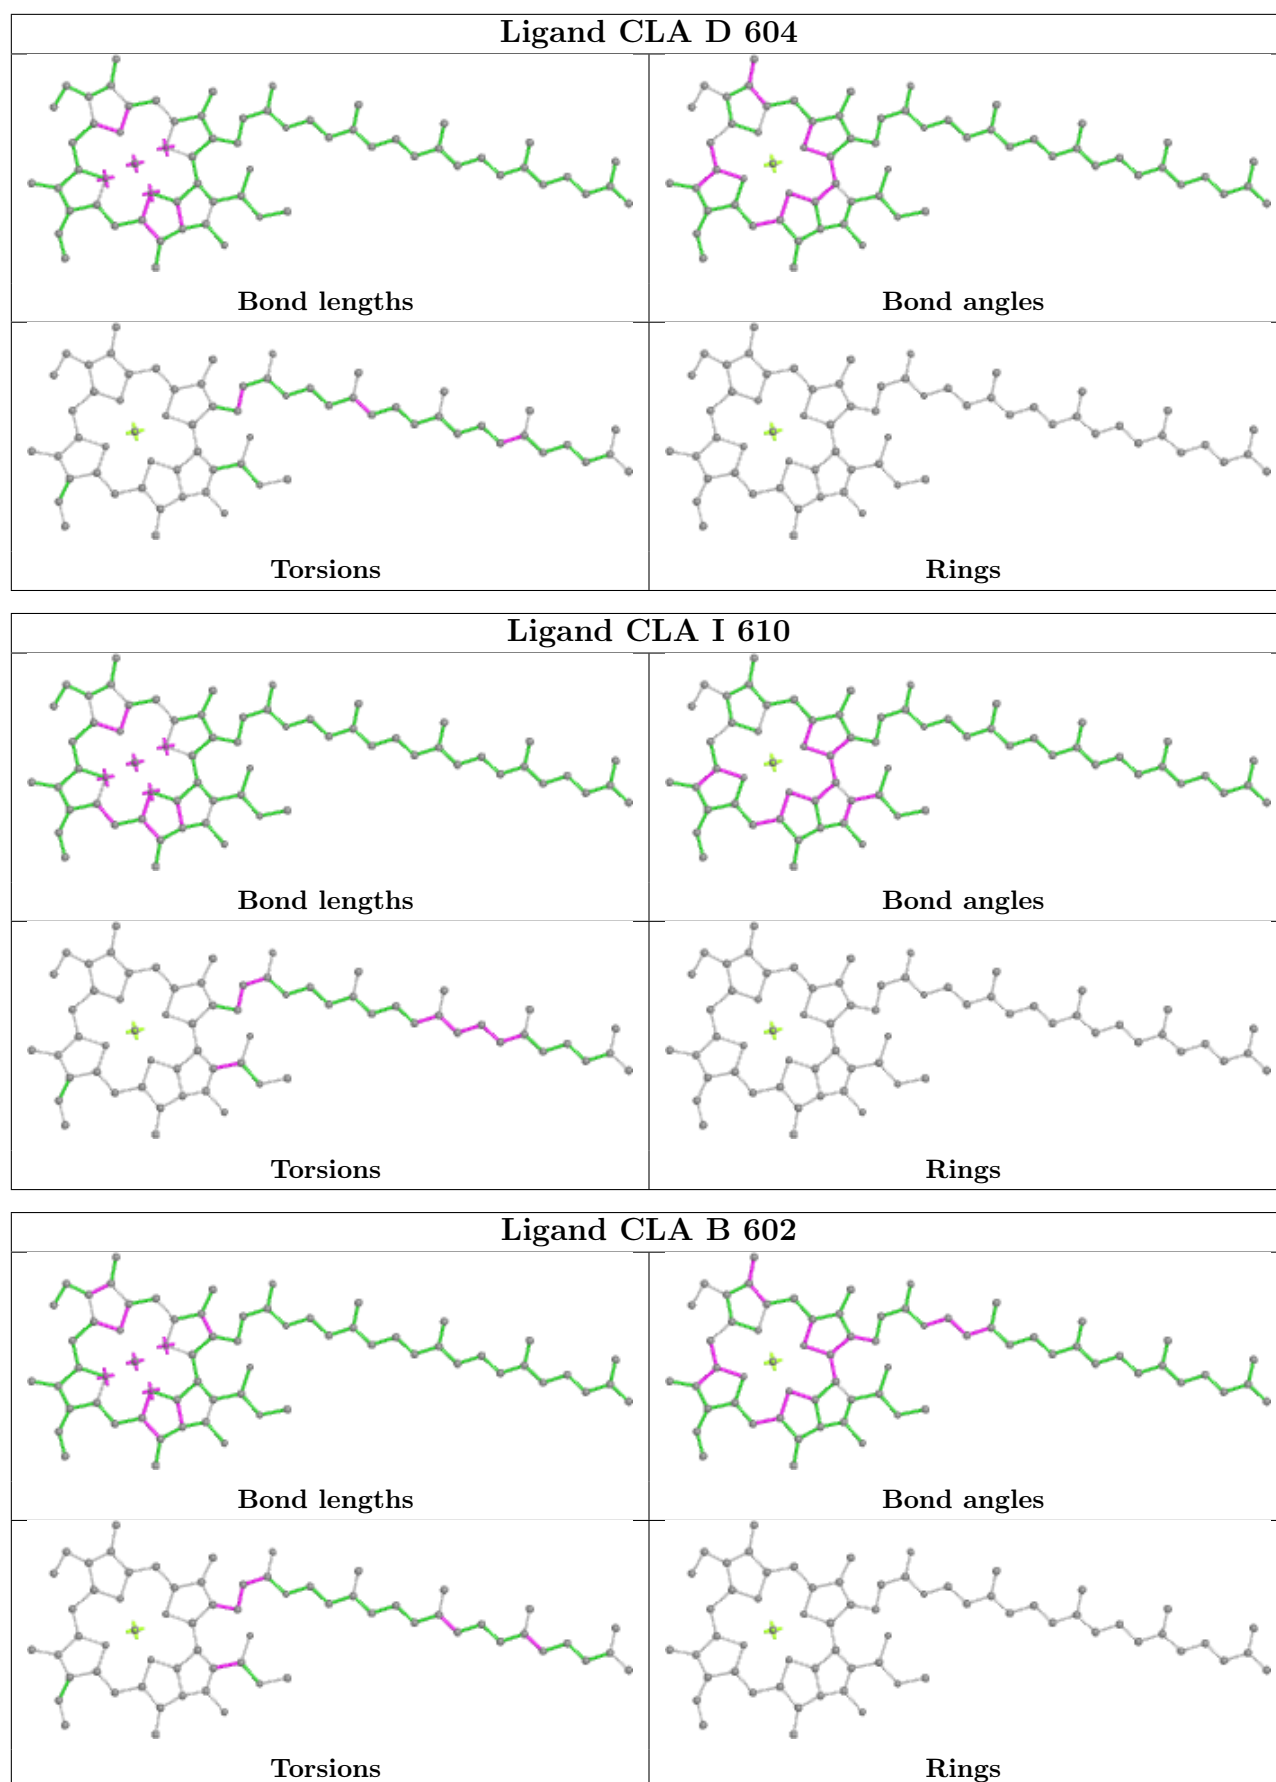 Ligand CLA D 604
Bond lengths
Bond angles
Torsions
Rings
Ligand CLA I 610
Bond lengths
Bond angles
Torsions
Rings
Ligand CLA B 602
Bond lengths
Bond angles
Torsions
Rings